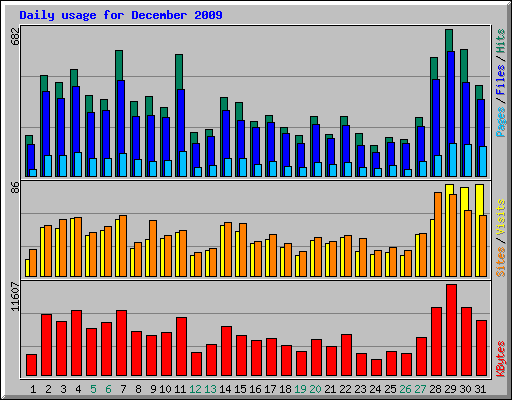 Daily usage for December 2009
682
Pages/Files/Hits
86
Sites/Visits
11607
KBytes
1 2 3 4 5 6 7 8 9 10 11 12 13 14 15 16 17 18 19 20 21 22 23 24 25 26 27 28 29 30 31